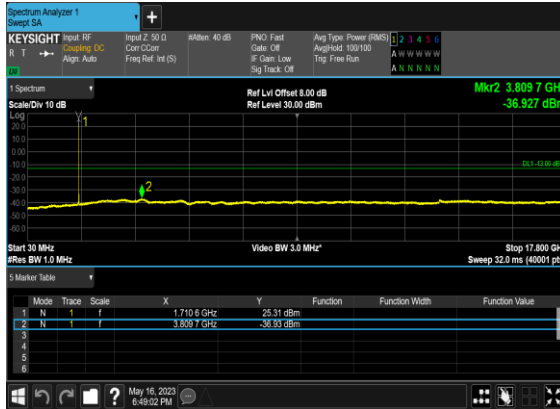 Spectrum Analyzer 1
Swept SA
+
KEYSIGHT
R T
LU
Input: RF
Coupling: DC
Align: Auto
Input Z: 50 Ω
Corr CCorr
Freq Ref: Int (S)
#Atten: 40 dB
PNO: Fast
Gate: Off
IF Gain: Low
Sig Track: Off
Avg Type: Power (RMS)
Avg|Hold: 100/100
Trig: Free Run
1 2 3 4 5 6
A W W W W W
A N N N N N
1 Spectrum
Scale/Div 10 dB
Log
Ref Lvl Offset 8.00 dB
Ref Level 30.00 dBm
Mkr2 3.809 7 GH
-36.927 dBr
20.0
10.0
0.00
-10.0
-20.0
-30.0
-40.0
-50.0
-60.0
1
2
DL1 -13.00 dB
Start 30 MHz
#Res BW 1.0 MHz
Video BW 3.0 MHz*
Stop 17.800 GH
Sweep 32.0 ms (40001 pt
5 Marker Table
Mode Trace Scale X Y Function Function Width Function Value
1 N 1 f 1.710 6 GHz 25.31 dBm
2 N 1 f 3.809 7 GHz -36.93 dBm
3
4
5
6
?
May 16, 2023
6:49:02 PM